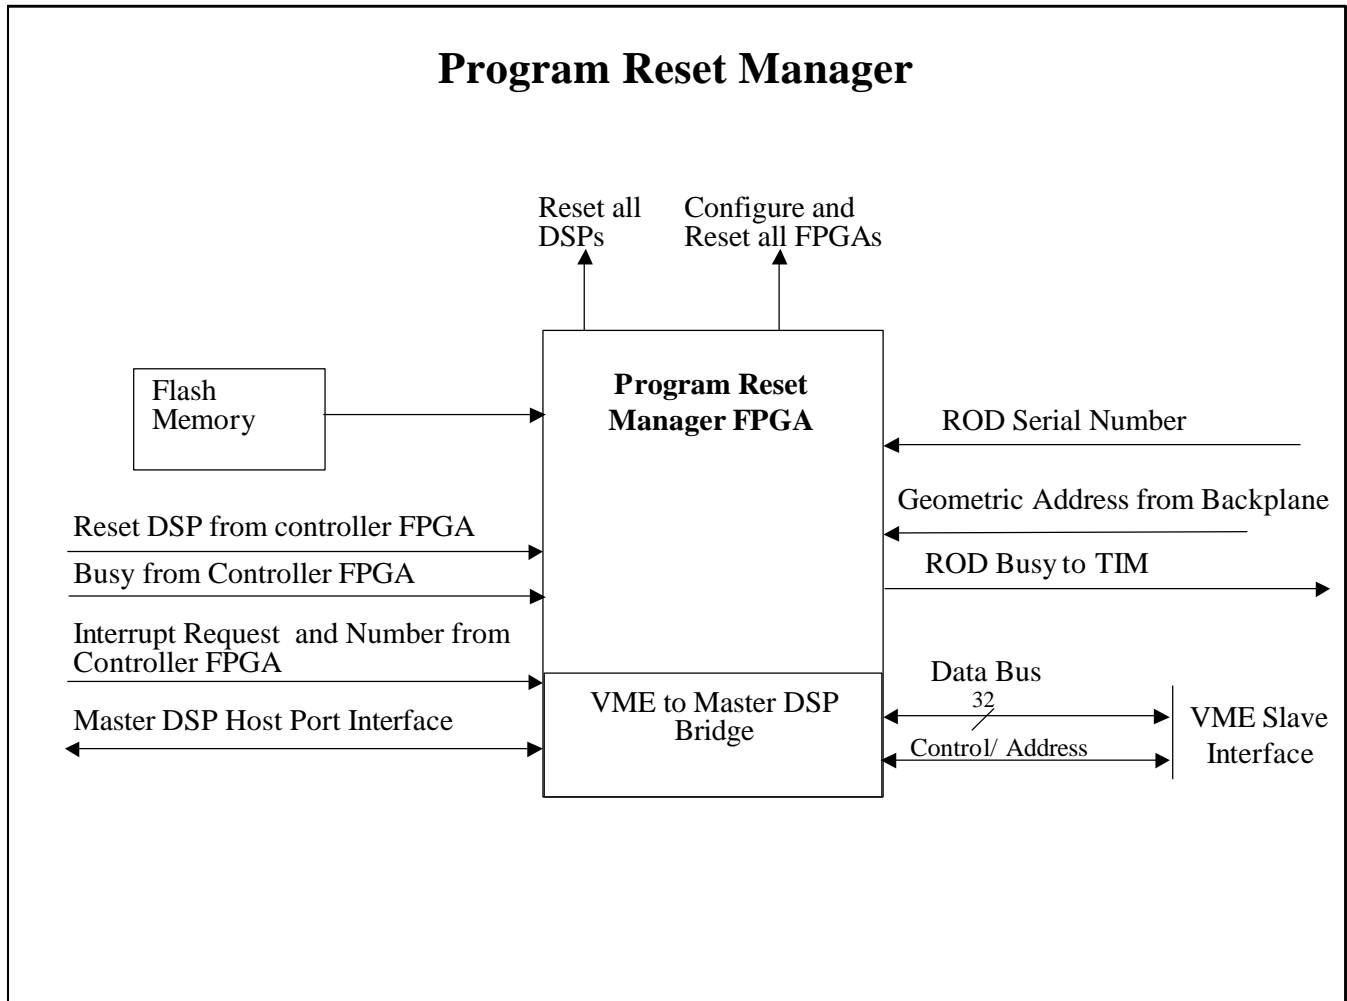 Program Reset Manager
Reset all
DSPs
Configure and
Reset all FPGAs
Flash
Memory
Program Reset
Manager FPGA
ROD Serial Number
Geometric Address from Backplane
Reset DSP from controller FPGA
Busy from Controller FPGA
ROD Busy to TIM
Interrupt Request and Number from
Controller FPGA
Master DSP Host Port Interface
VME to Master DSP
Bridge
Data Bus
32
Control/ Address
VME Slave
Interface